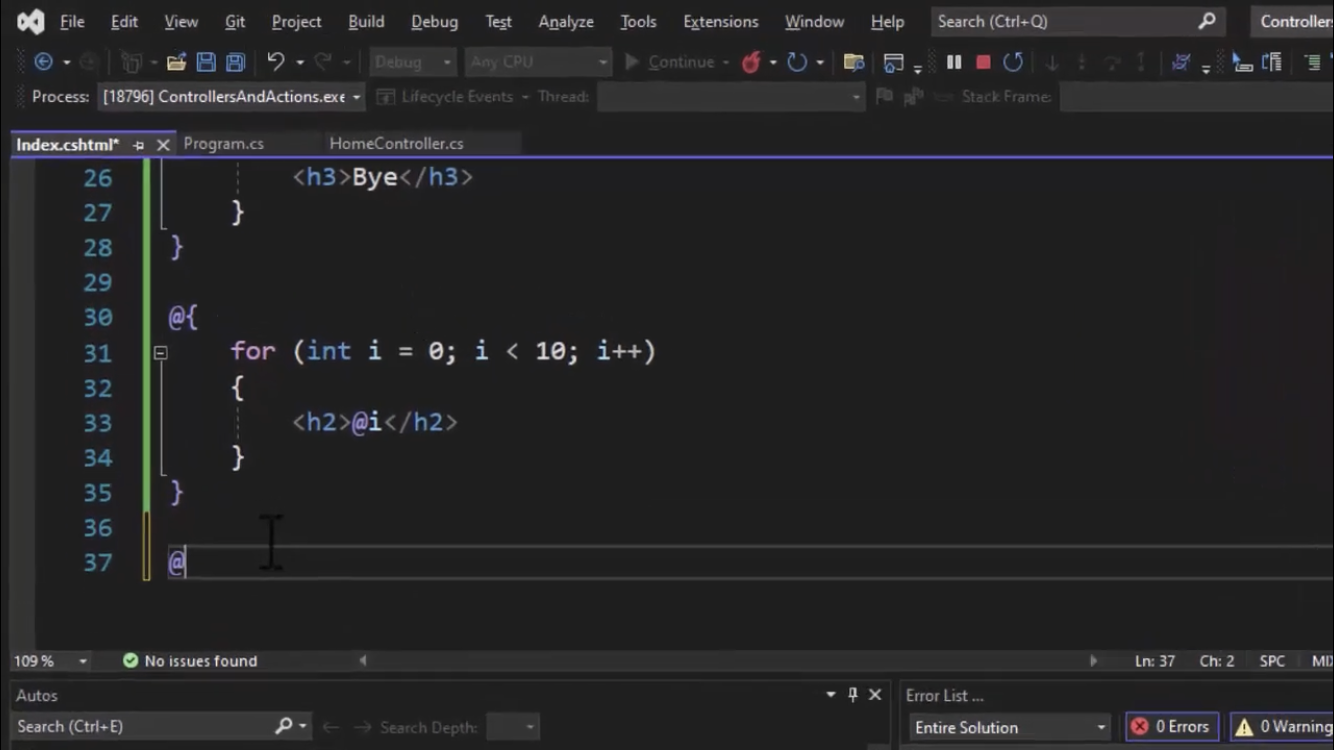 File Edit View Git Project Build Debug Test Analyze Tools Extensions Window Help Search (Ctrl+Q) Controllers
Debug Any CPU Continue
Process: [18796] ControllersAndActions.exe Lifecycle Events Thread: Stack Frame:
Index.cshtml* Program.cs HomeController.cs
26 <h3>Bye</h3>
27 }
28 }
29
30 @{
31 for (int i = 0; i < 10; i++)
32 {
33 <h2>@i</h2>
34 }
35 }
36
37 @
109 % No issues found Ln: 37 Ch: 2 SPC MI
Autos Error List ...
Search (Ctrl+E) Search Depth: Entire Solution 0 Errors 0 Warning